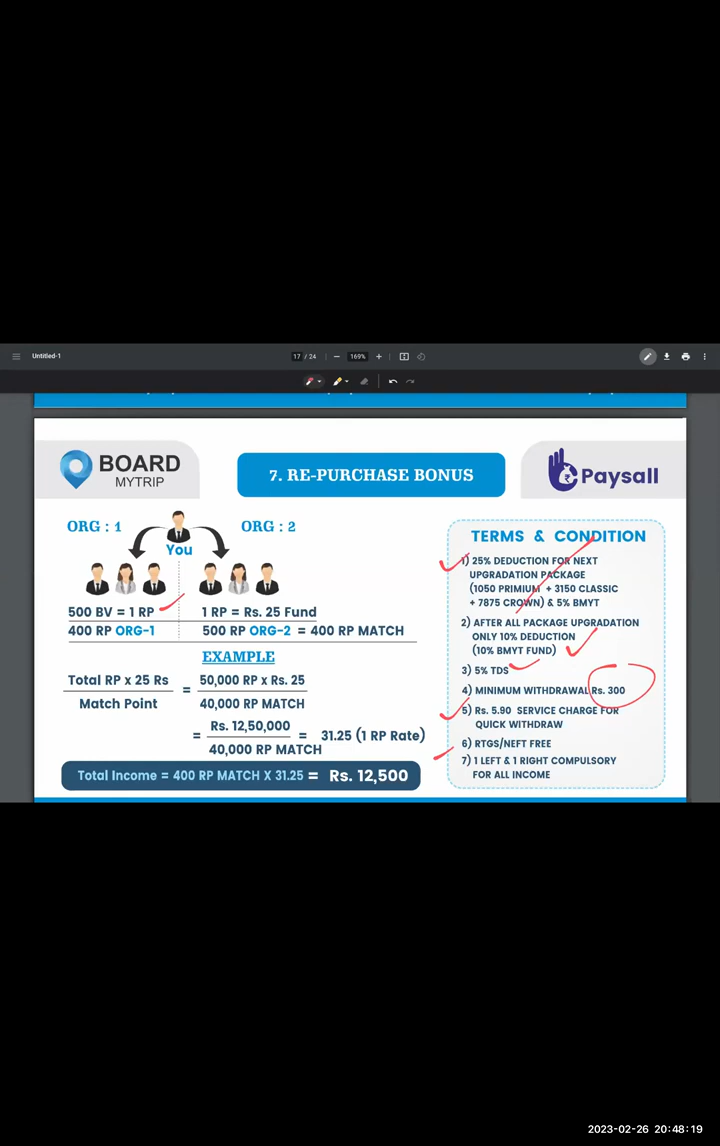 Untitled-1
17 / 24
169%
BOARD
MYTRIP
7. RE-PURCHASE BONUS
Paysall
ORG : 1
ORG : 2
You
500 BV = 1 RP
1 RP = Rs. 25 Fund
400 RP ORG-1
500 RP ORG-2 = 400 RP MATCH
EXAMPLE
Total RP x 25 Rs
Match Point
=
50,000 RP x Rs. 25
40,000 RP MATCH
=
Rs. 12,50,000
40,000 RP MATCH
= 31.25 (1 RP Rate)
Total Income = 400 RP MATCH X 31.25 = Rs. 12,500
TERMS & CONDITION
1) 25% DEDUCTION FOR NEXT
UPGRADATION PACKAGE
(1050 PRIMIUM + 3150 CLASSIC
+ 7875 CROWN) & 5% BMYT
2) AFTER ALL PACKAGE UPGRADATION
ONLY 10% DEDUCTION
(10% BMYT FUND)
3) 5% TDS
4) MINIMUM WITHDRAWAL Rs. 300
5) Rs. 5.90 SERVICE CHARGE FOR
QUICK WITHDRAW
6) RTGS/NEFT FREE
7) 1 LEFT & 1 RIGHT COMPULSORY
FOR ALL INCOME
2023-02-26 20:48:19